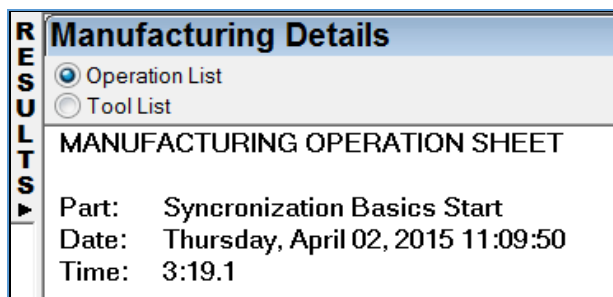 RESULTS
Manufacturing Details
Operation List
Tool List
MANUFACTURING OPERATION SHEET
Part: Syncronization Basics Start
Date: Thursday, April 02, 2015 11:09:50
Time: 3:19.1